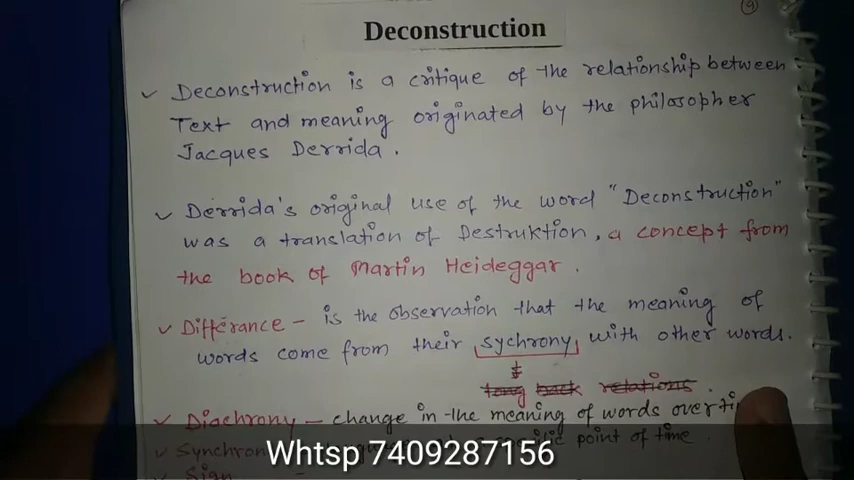 9
Deconstruction
✓ Deconstruction is a critique of the relationship between
Text and meaning originated by the philosopher
Jacques Derrida.
✓ Derrida's original use of the word "Deconstruction"
was a translation of Destruktion, a concept from
the book of Martin Heideggar.
✓ Différance – is the observation that the meaning of
words come from their sychrony with other words.
tong back relations.
✓ Diachrony – change in the meaning of words over
✓ Synchron point of time.
✓ Sign –
Whtsp 7409287156